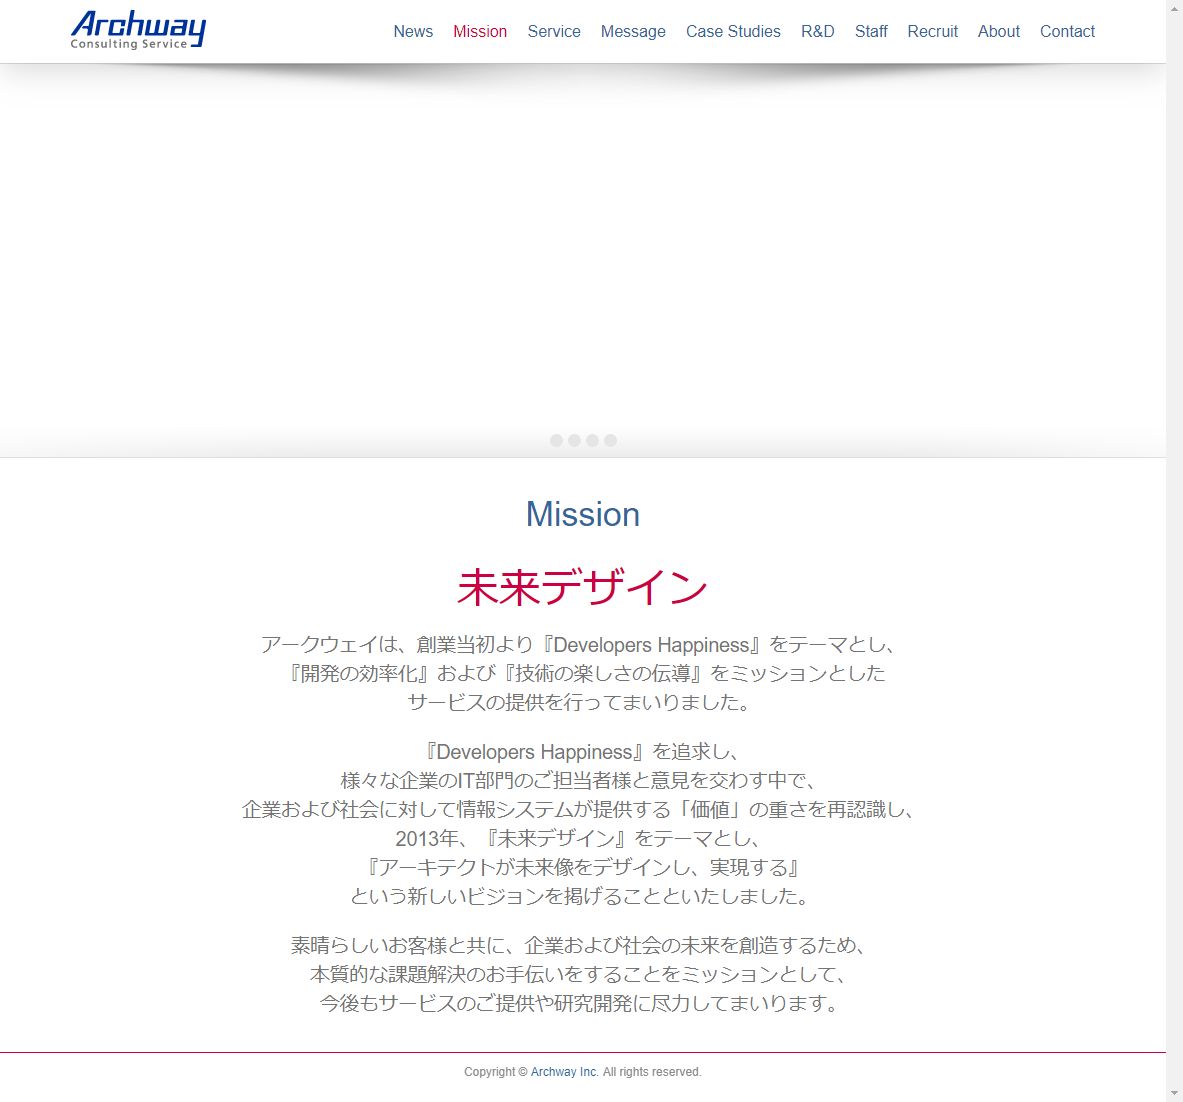 Archway
Consulting Service
News Mission Service Message Case Studies R&D Staff Recruit About Contact
Mission
未来デザイン
アークウェイは、創業当初より『Developers Happiness』をテーマとし、
『開発の効率化』および『技術の楽しさの伝導』をミッションとした
サービスの提供を行ってまいりました。
『Developers Happiness』を追求し、
様々な企業のIT部門のご担当者様と意見を交わす中で、
企業および社会に対して情報システムが提供する「価値」の重さを再認識し、
2013年、『未来デザイン』をテーマとし、
『アーキテクトが未来像をデザインし、実現する』
という新しいビジョンを掲げることといたしました。
素晴らしいお客様と共に、企業および社会の未来を創造するため、
本質的な課題解決のお手伝いをすることをミッションとして、
今後もサービスのご提供や研究開発に尽力してまいります。
Copyright © Archway Inc. All rights reserved.